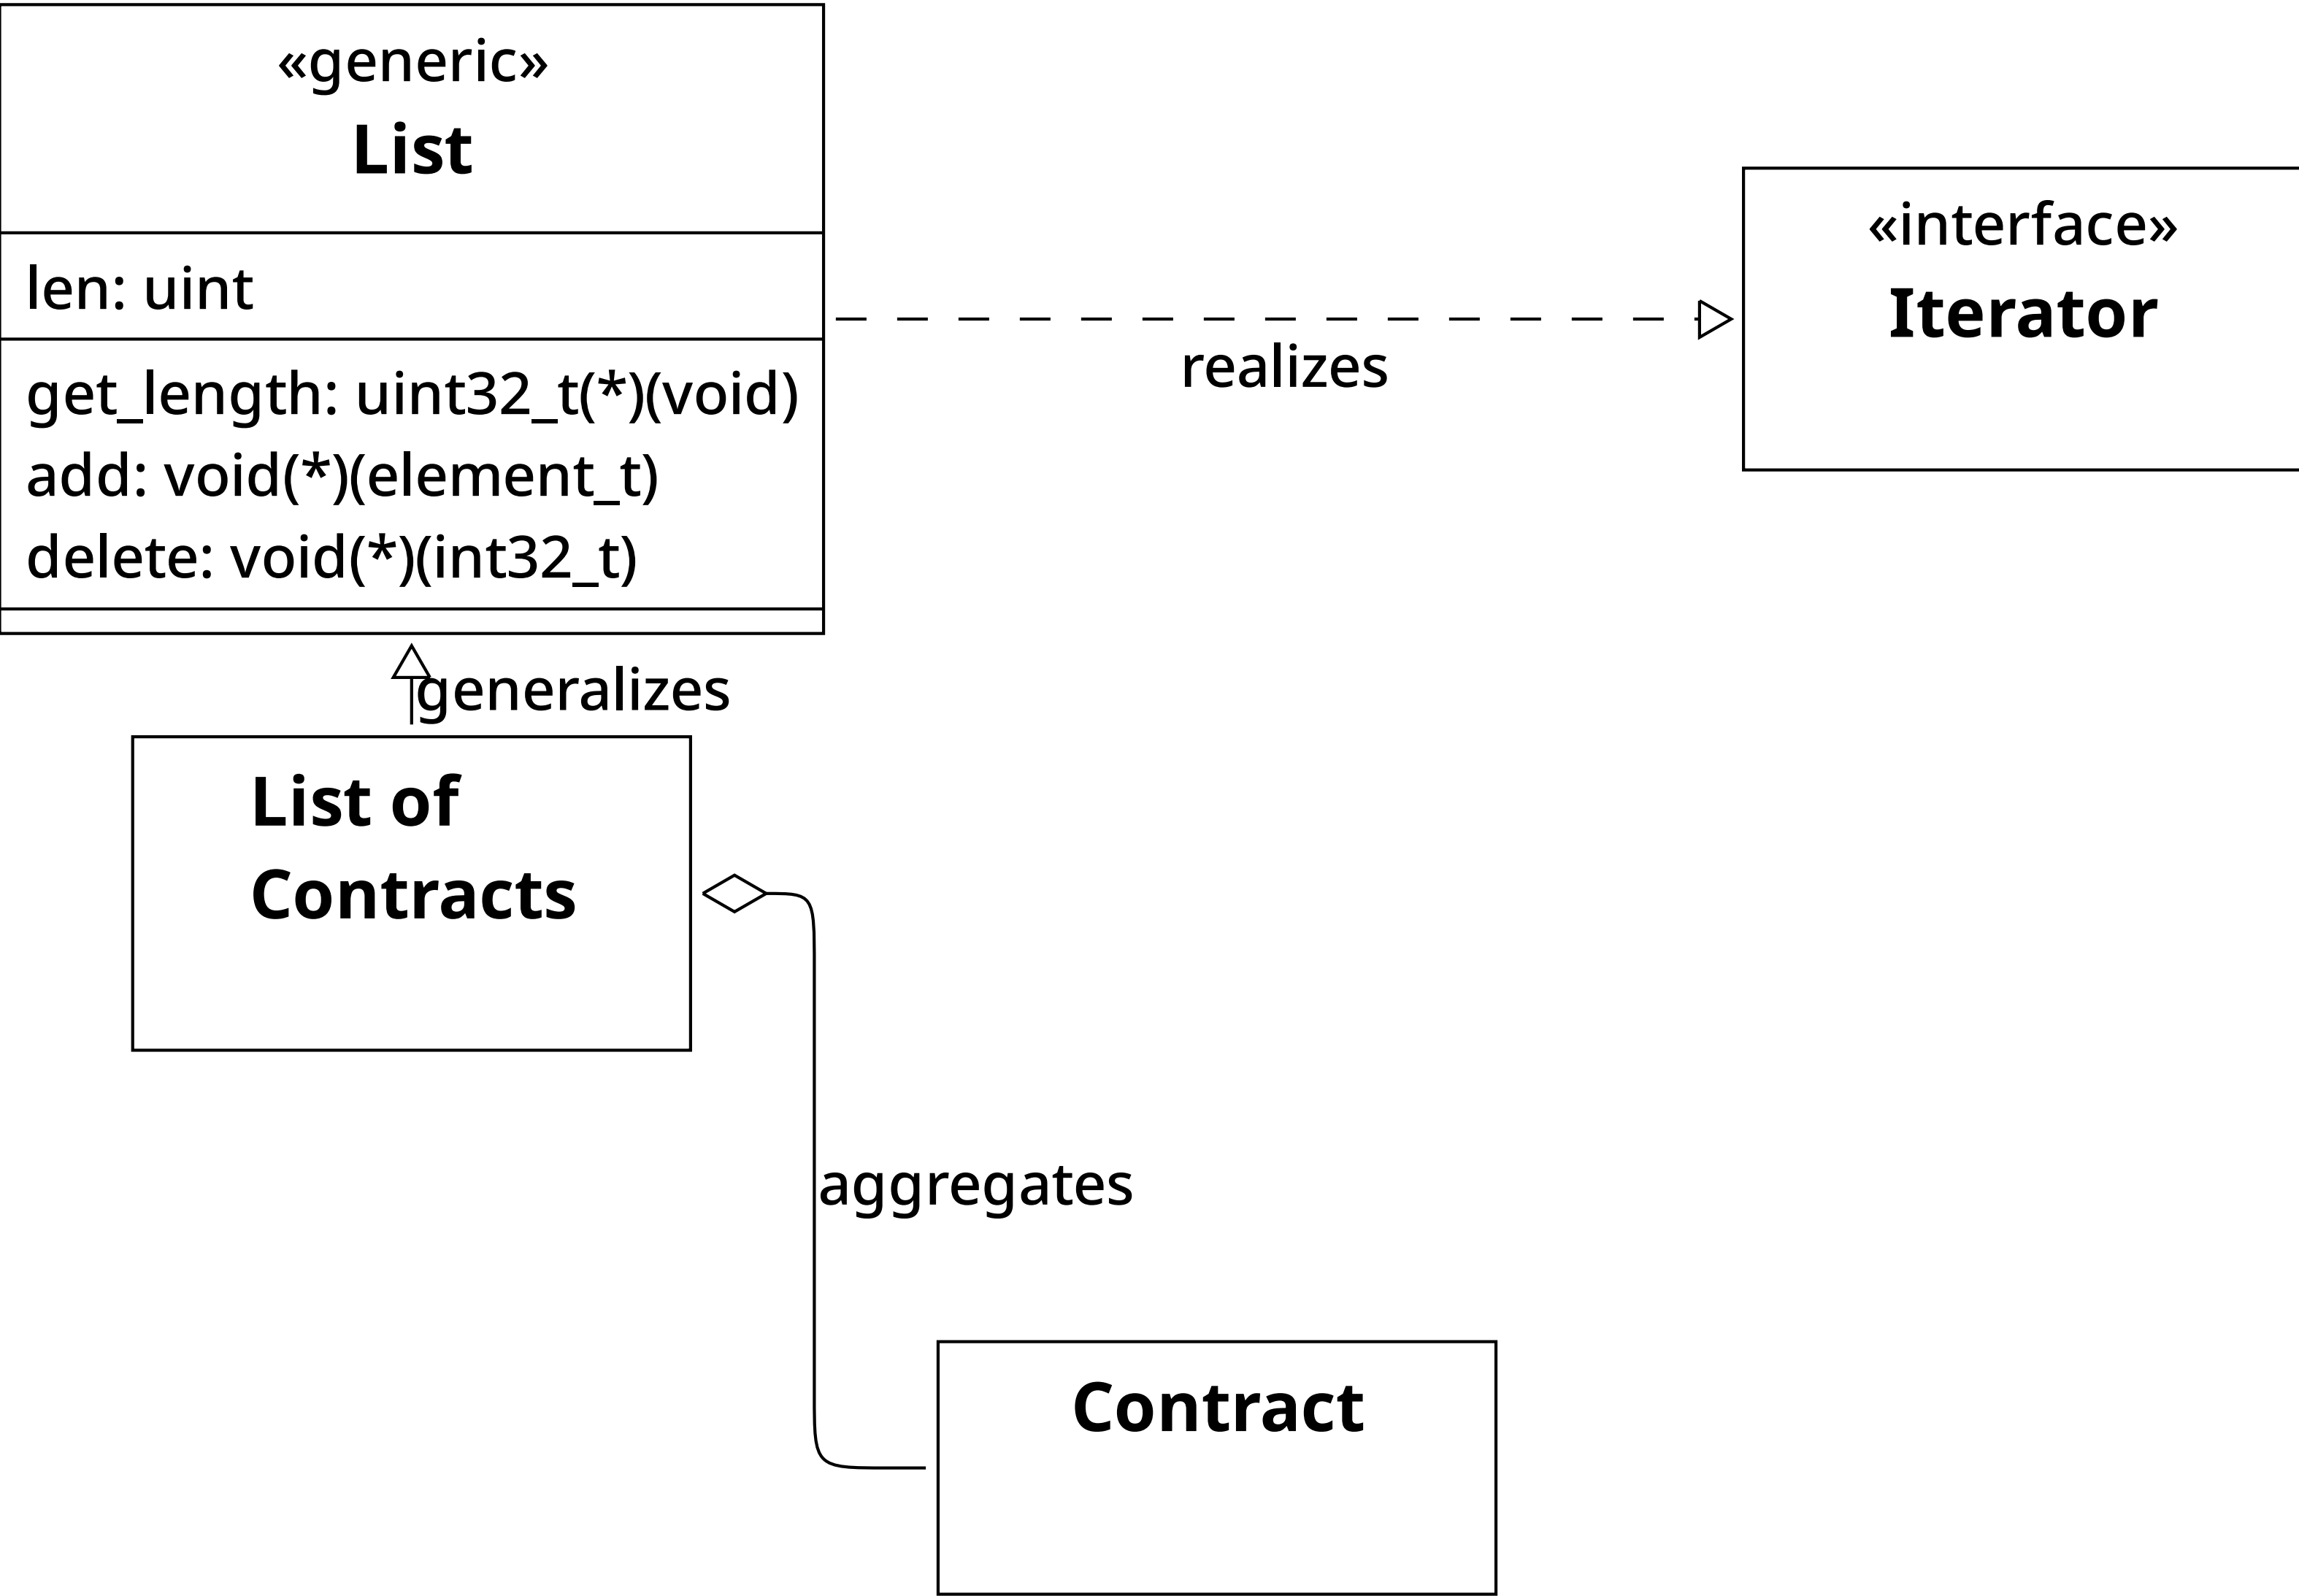 «generic»
List
len: uint
get_length: uint32_t(*)(void)
add: void(*)(element_t)
delete: void(*)(int32_t)
«interface»
Iterator
realizes
generalizes
List of
Contracts
aggregates
Contract